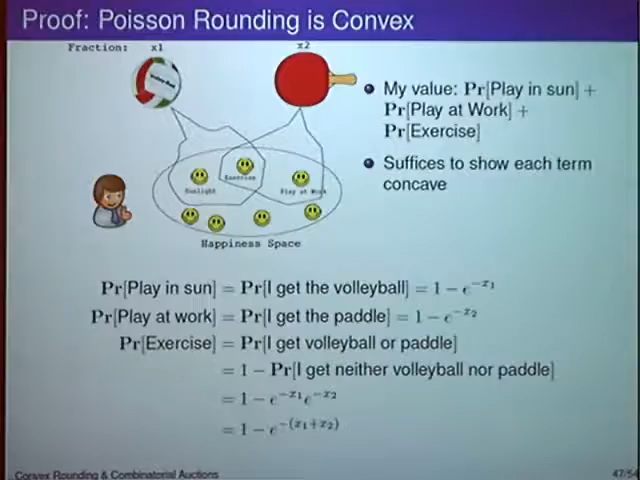 Proof: Poisson Rounding is Convex
Fraction:
x1
x2
My value: Pr[Play in sun] +
Pr[Play at Work] +
Pr[Exercise]
Suffices to show each term
concave
Exercise
Sunlight
Play at Work
Happiness Space
Pr[Play in sun] = Pr[I get the volleyball] = 1 − e^{−x₁}
Pr[Play at work] = Pr[I get the paddle] = 1 − e^{−x₂}
Pr[Exercise] = Pr[I get volleyball or paddle]
= 1 − Pr[I get neither volleyball nor paddle]
= 1 − e^{−x₁}e^{−x₂}
= 1 − e^{−(x₁+x₂)}
Convex Rounding & Combinatorial Auctions
47/54